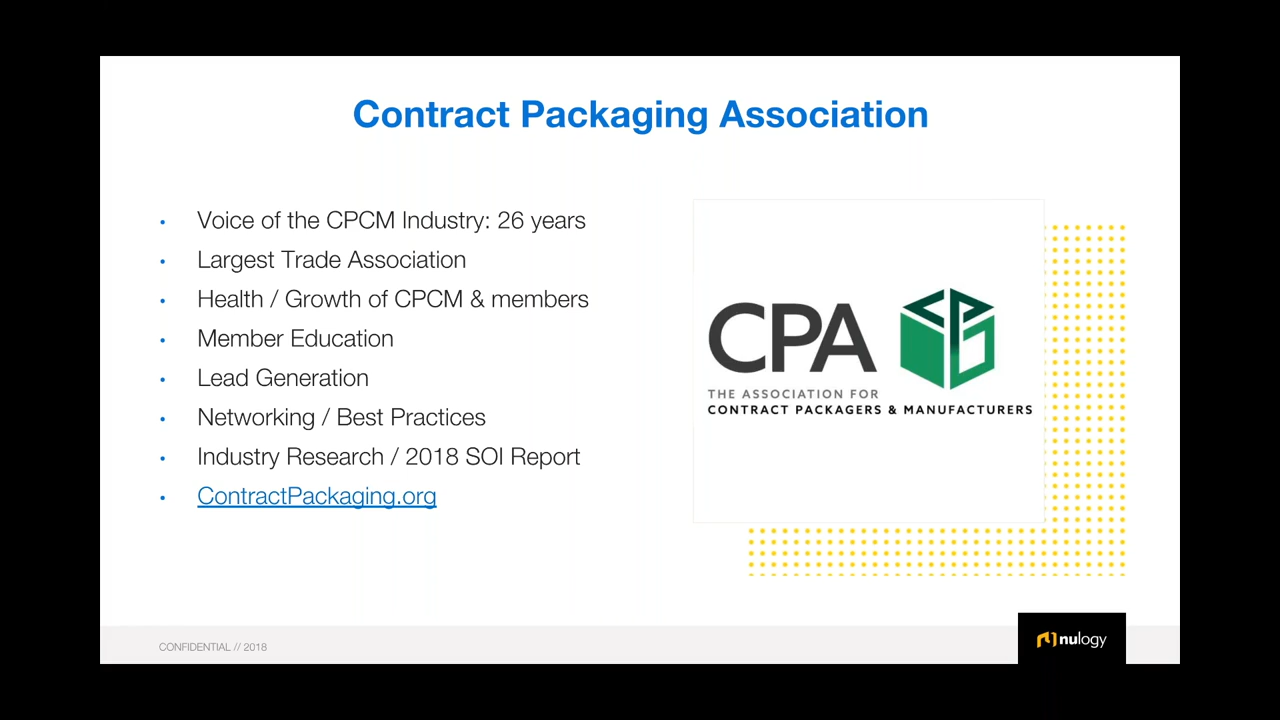 Contract Packaging Association
• Voice of the CPCM Industry: 26 years
• Largest Trade Association
• Health / Growth of CPCM & members
• Member Education
• Lead Generation
• Networking / Best Practices
• Industry Research / 2018 SOI Report
• ContractPackaging.org
CPA
THE ASSOCIATION FOR
CONTRACT PACKAGERS & MANUFACTURERS
CONFIDENTIAL // 2018
nulogy